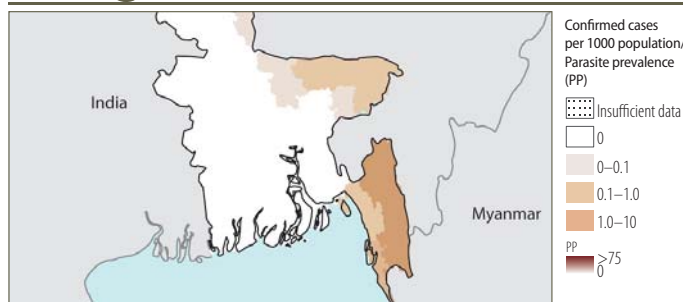 Confirmed cases
per 1000 population/
Parasite prevalence
(PP)
Insufficient data
0
0–0.1
0.1–1.0
1.0–10
PP
>75
0
India
Myanmar